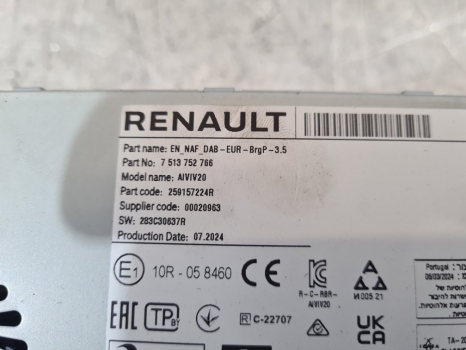 RENAULT
Part name: EN_NAF_DAB-EUR-BrgP-3.5
Part No: 7 513 752 766
Model name: AIVIV20
Part code: 259157224R
Supplier code: 00020963
SW: 283C30637R
Production Date: 07.2024
E1 10R - 05 8460 CE
R-C-RBR-
M005 21
Portugal
EAC TP BY R C-22707 UK CA